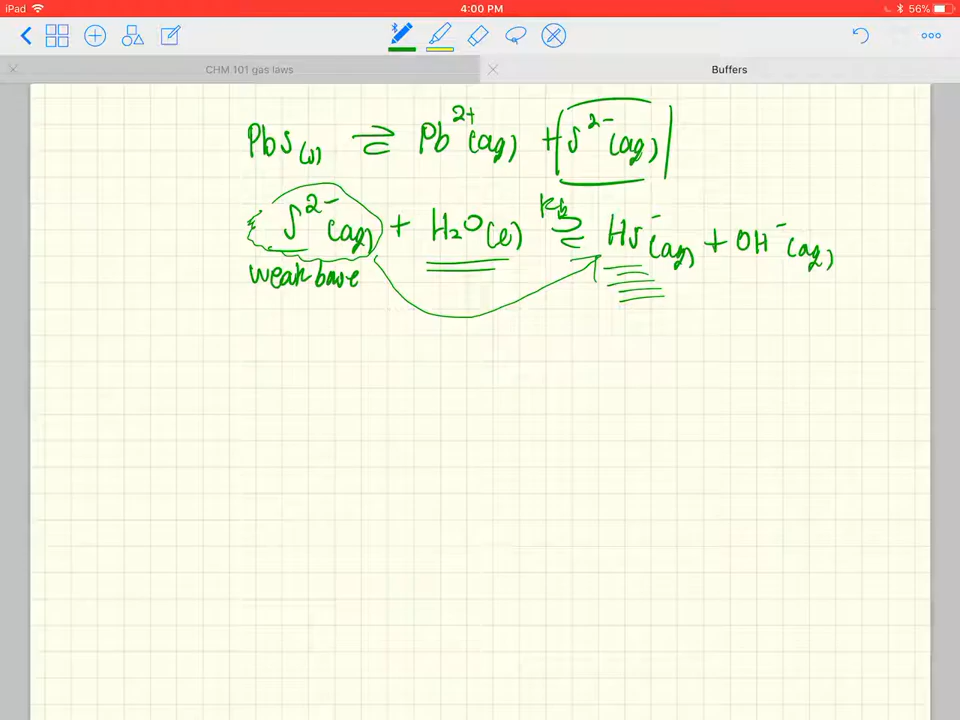 iPad 4:00 PM 56%
CHM 101 gas laws Buffers
PbS(s) ⇌ Pb²⁺(aq) + S²⁻(aq)
S²⁻(aq) + H₂O(l) ⇌ HS⁻(aq) + OH⁻(aq)
Kb
weak base